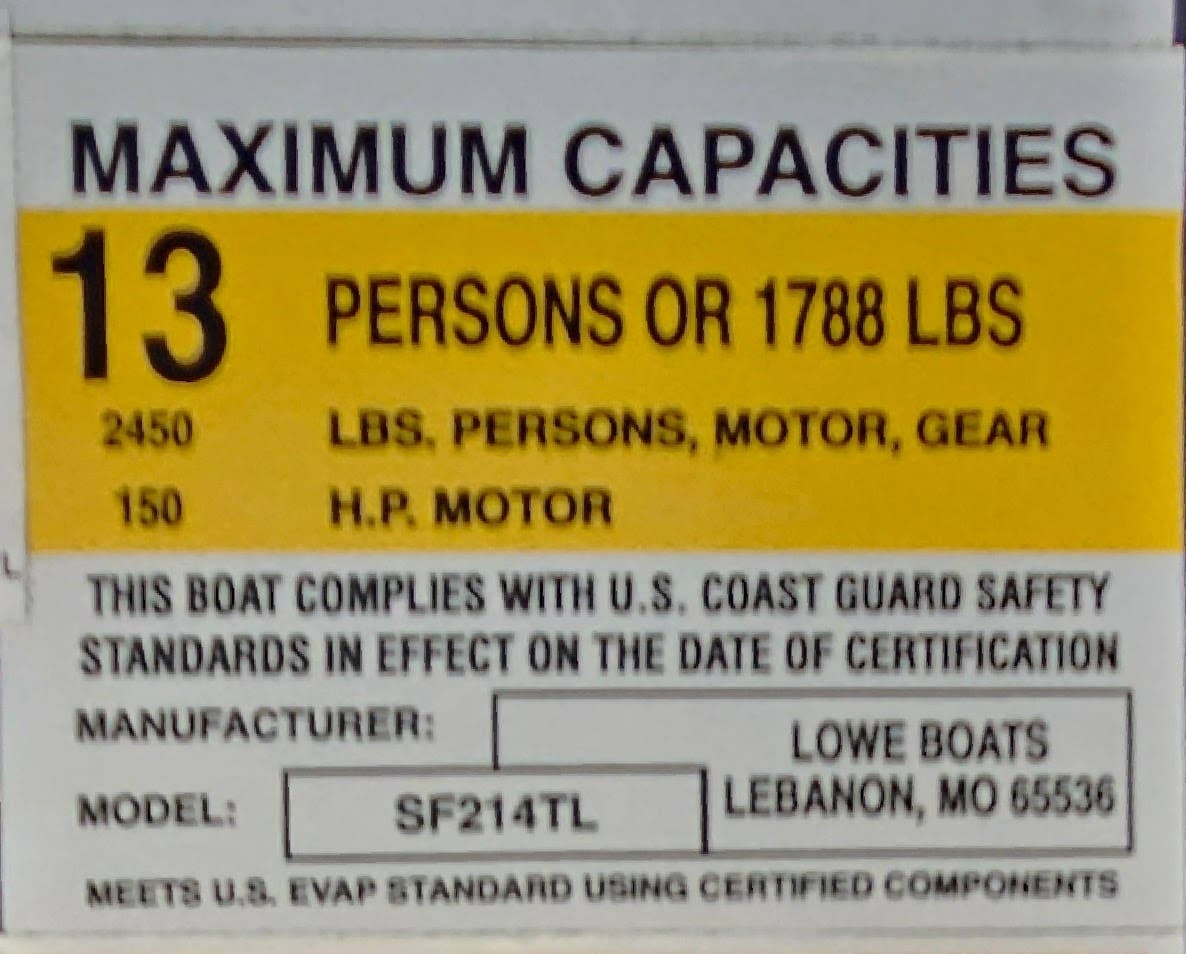 MAXIMUM CAPACITIES
13 PERSONS OR 1788 LBS
2450 LBS. PERSONS, MOTOR, GEAR
150 H.P. MOTOR
THIS BOAT COMPLIES WITH U.S. COAST GUARD SAFETY
STANDARDS IN EFFECT ON THE DATE OF CERTIFICATION
MANUFACTURER: LOWE BOATS
LEBANON, MO 65536
MODEL: SF214TL
MEETS U.S. EVAP STANDARD USING CERTIFIED COMPONENTS